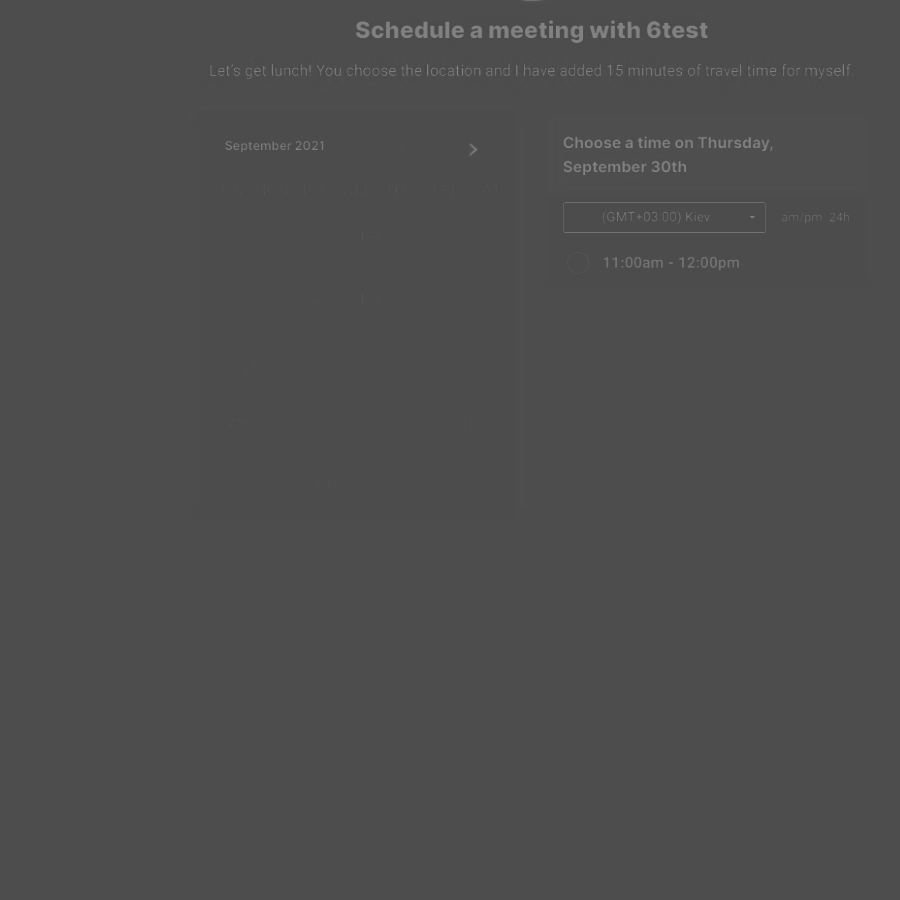 Schedule a meeting with 6test
Let's get lunch! You choose the location and I have added 15 minutes of travel time for myself.
September 2021
Choose a time on Thursday,
September 30th
(GMT+03:00) Kiev
am/pm 24h
11:00am - 12:00pm